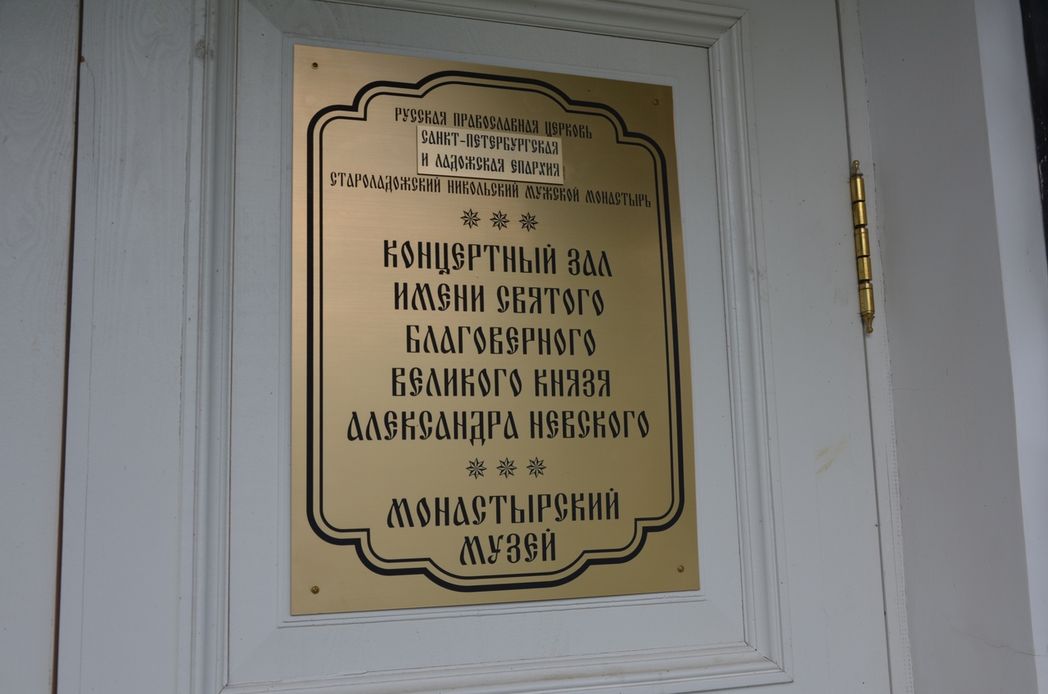 РУССКАЯ ПРАВОСЛАВНАЯ ЦЕРКОВЬ
САНКТ-ПЕТЕРБУРГСКАЯ
И ЛАДОЖСКАЯ ЕПАРХИЯ
СТАРОЛАДОЖСКИЙ НИКОЛЬСКИЙ МУЖСКОЙ МОНАСТЫРЬ
КОНЦЕРТНЫЙ ЗАЛ
ИМЕНИ СВЯТОГО
БЛАГОВЕРНОГО
ВЕЛИКОГО КНЯЗЯ
АЛЕКСАНДРА НЕВСКОГО
МОНАСТЫРСКИЙ
МУЗЕЙ